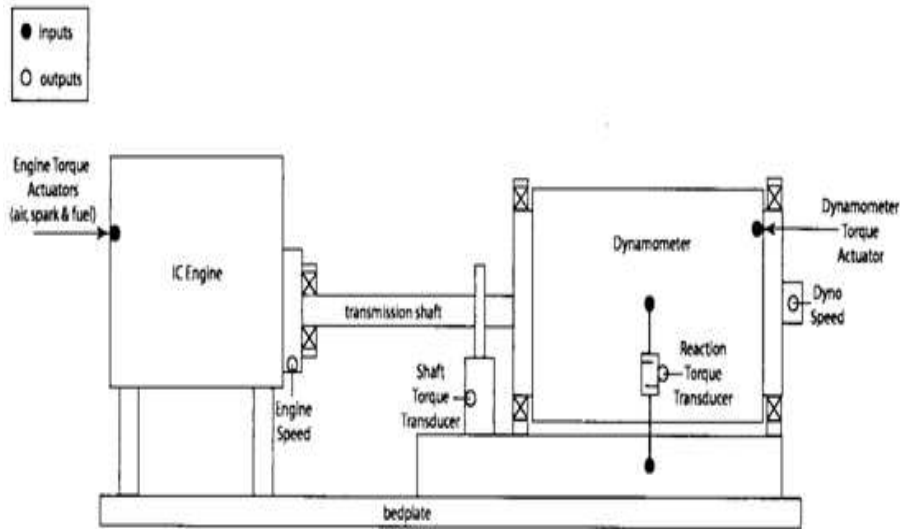 inputs
outputs
Engine Torque
Actuators
(air, spark & fuel)
IC Engine
Engine
Speed
transmission shaft
Shaft
Torque
Transducer
Dynamometer
Reaction
Torque
Transducer
Dynamometer
Torque
Actuator
Dyno
Speed
bedplate